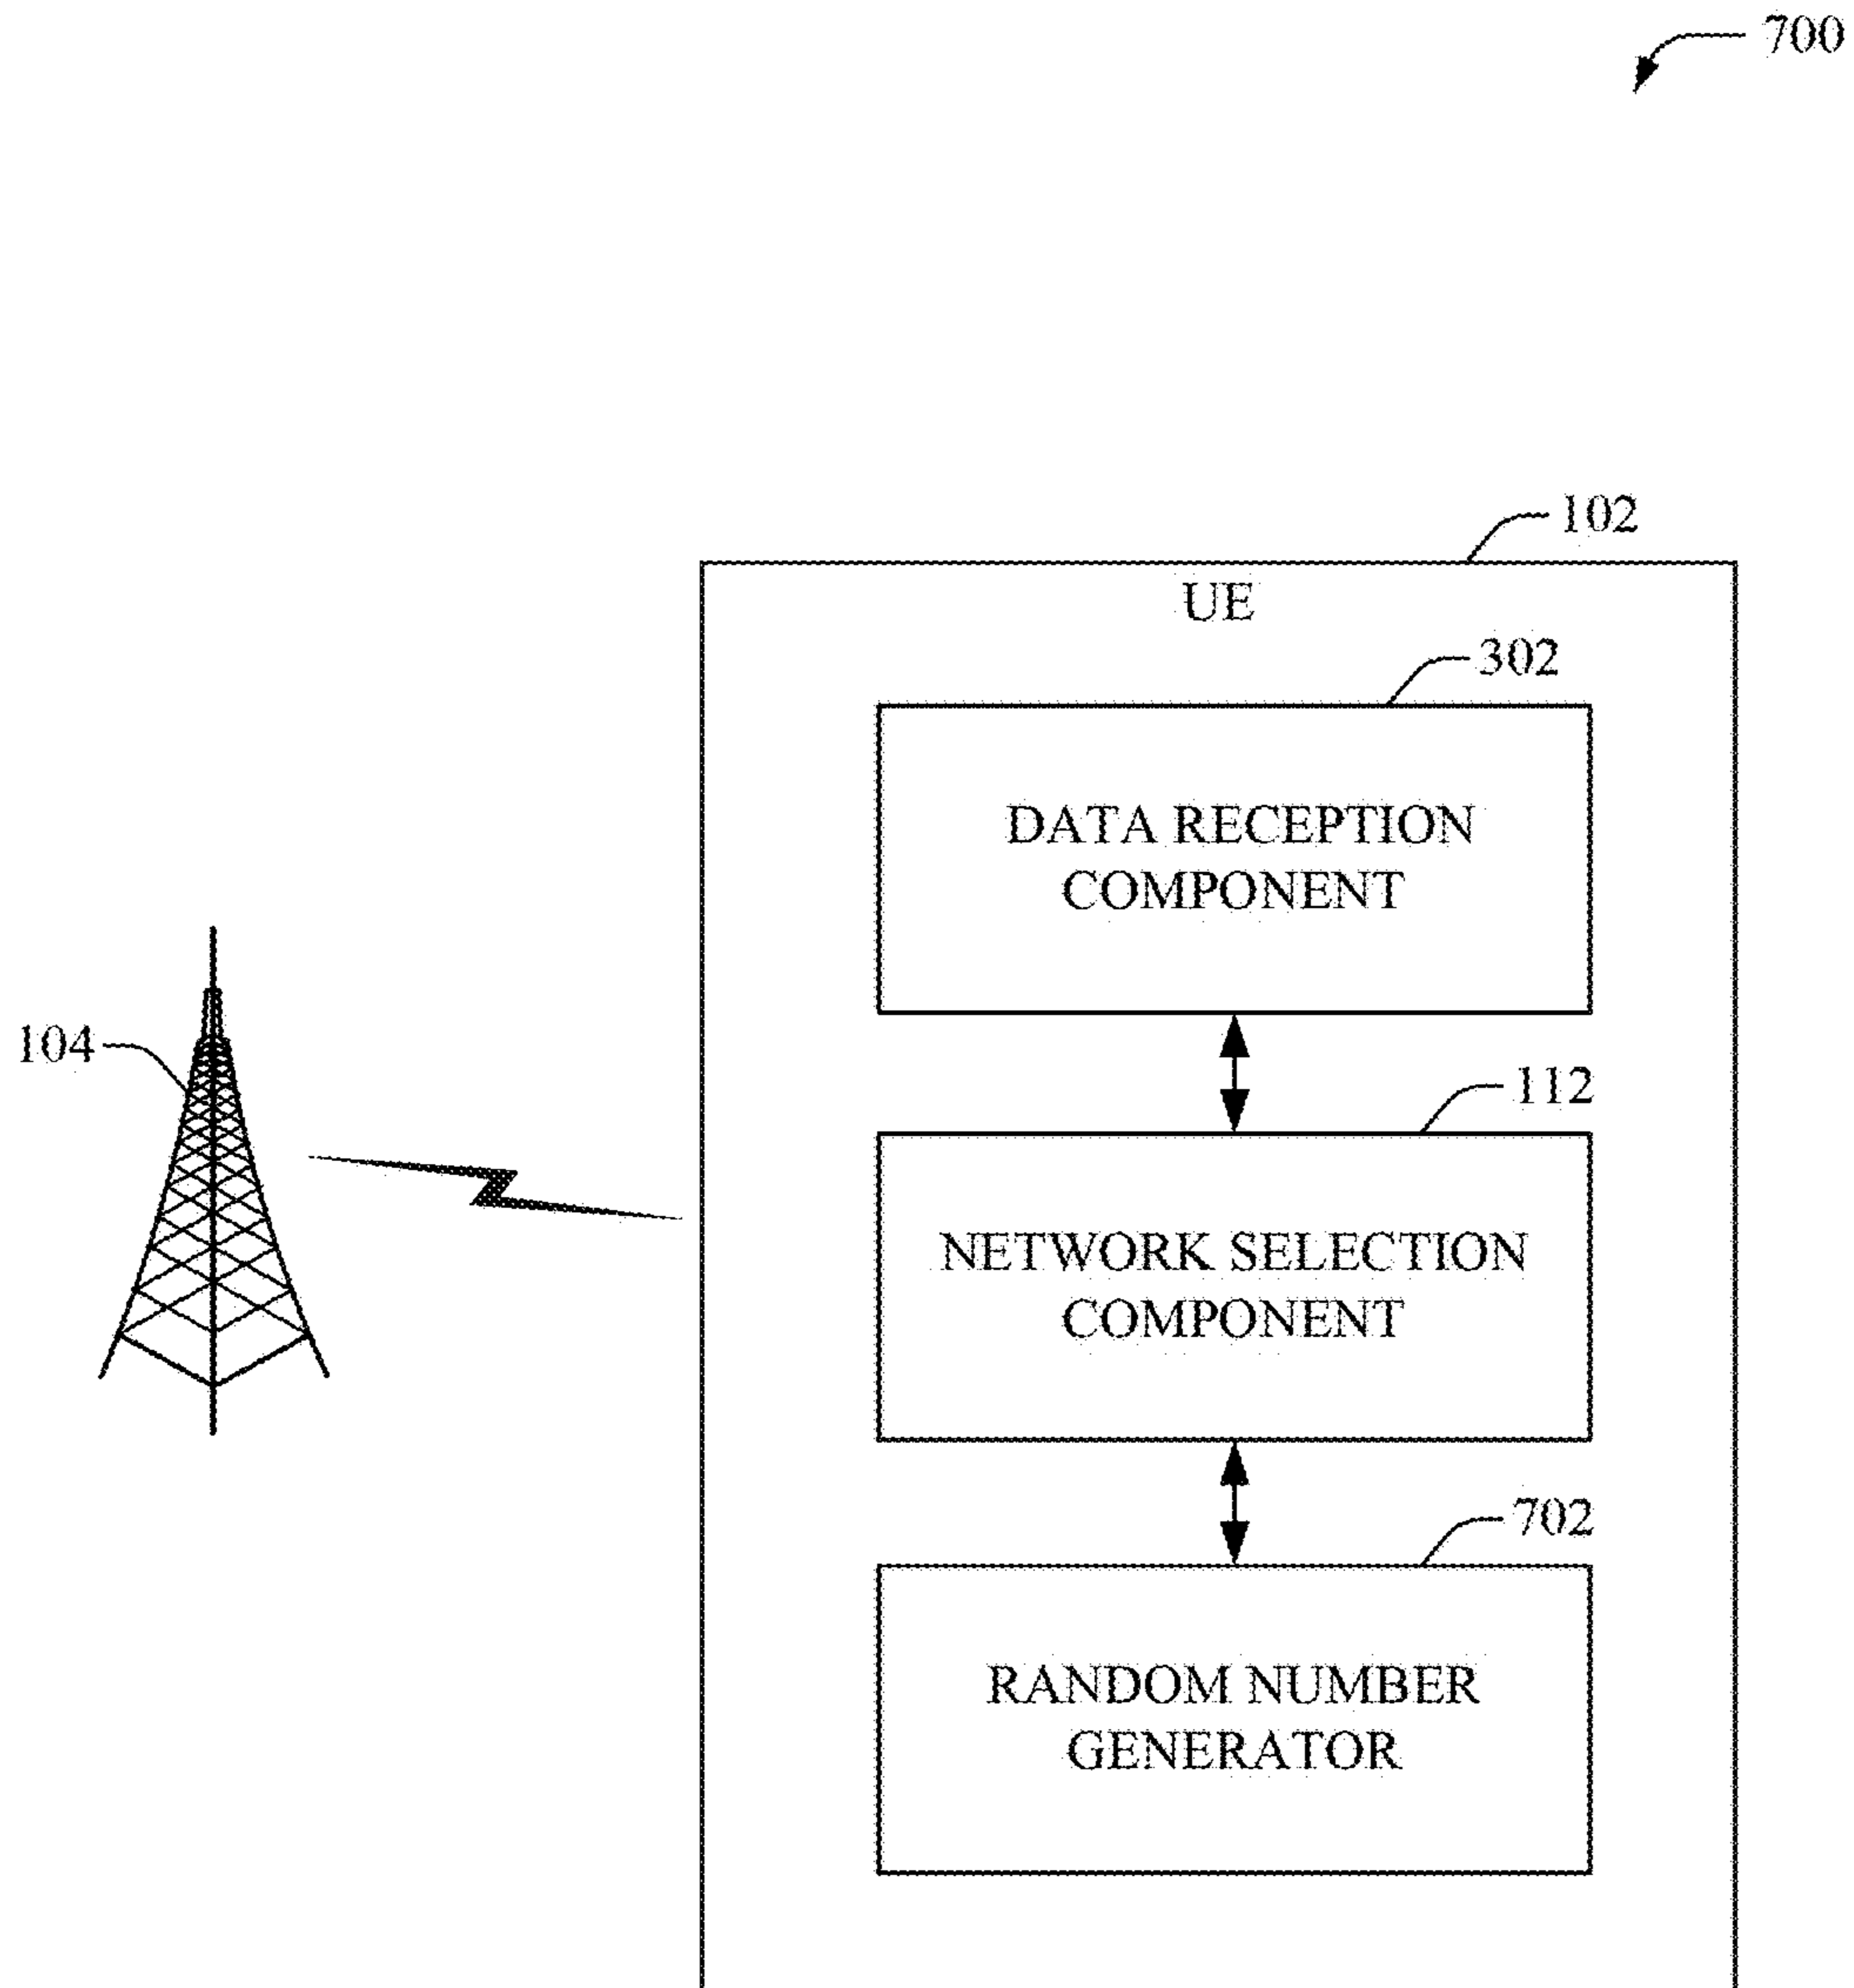 700
102
UE
302
DATA RECEPTION
COMPONENT
104
112
NETWORK SELECTION
COMPONENT
702
RANDOM NUMBER
GENERATOR